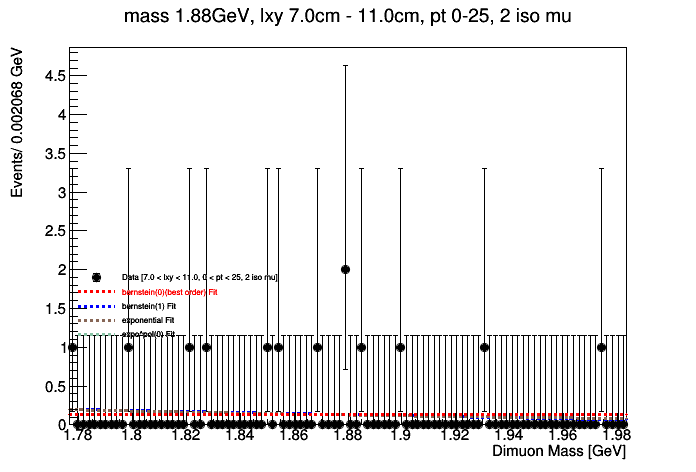 mass 1.88GeV, lxy 7.0cm - 11.0cm, pt 0-25, 2 iso mu
Events/ 0.002068 GeV
4.5
4
3.5
3
2.5
2
1.5
1
0.5
0
Data [7.0 < lxy < 11.0, 0 < pt < 25, 2 iso mu]
bernstein(0)(best order) Fit
bernstein(1) Fit
exponential Fit
expo*pol(0) Fit
1.78 1.8 1.82 1.84 1.86 1.88 1.9 1.92 1.94 1.96 1.98
Dimuon Mass [GeV]